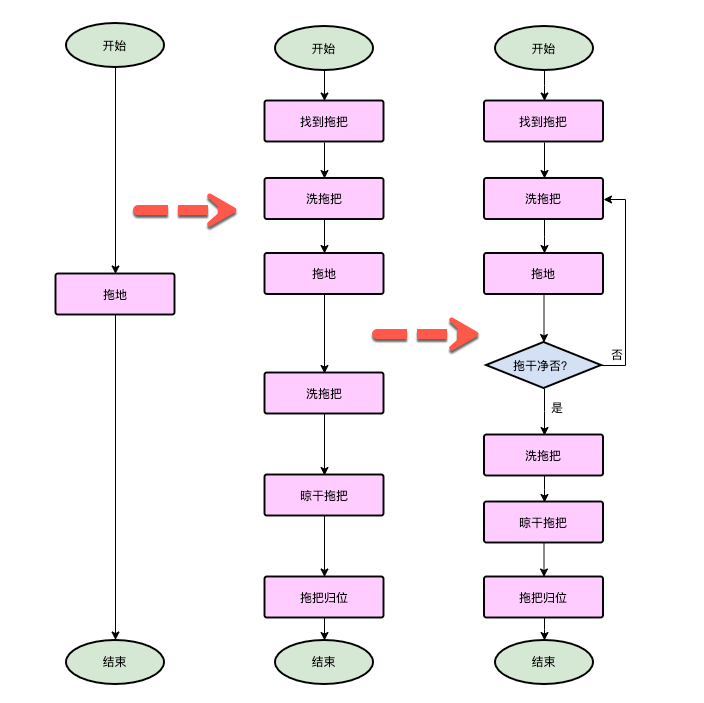 开始
拖地
结束
开始
找到拖把
洗拖把
拖地
洗拖把
晾干拖把
拖把归位
结束
开始
找到拖把
洗拖把
拖地
拖干净否?
否
是
洗拖把
晾干拖把
拖把归位
结束